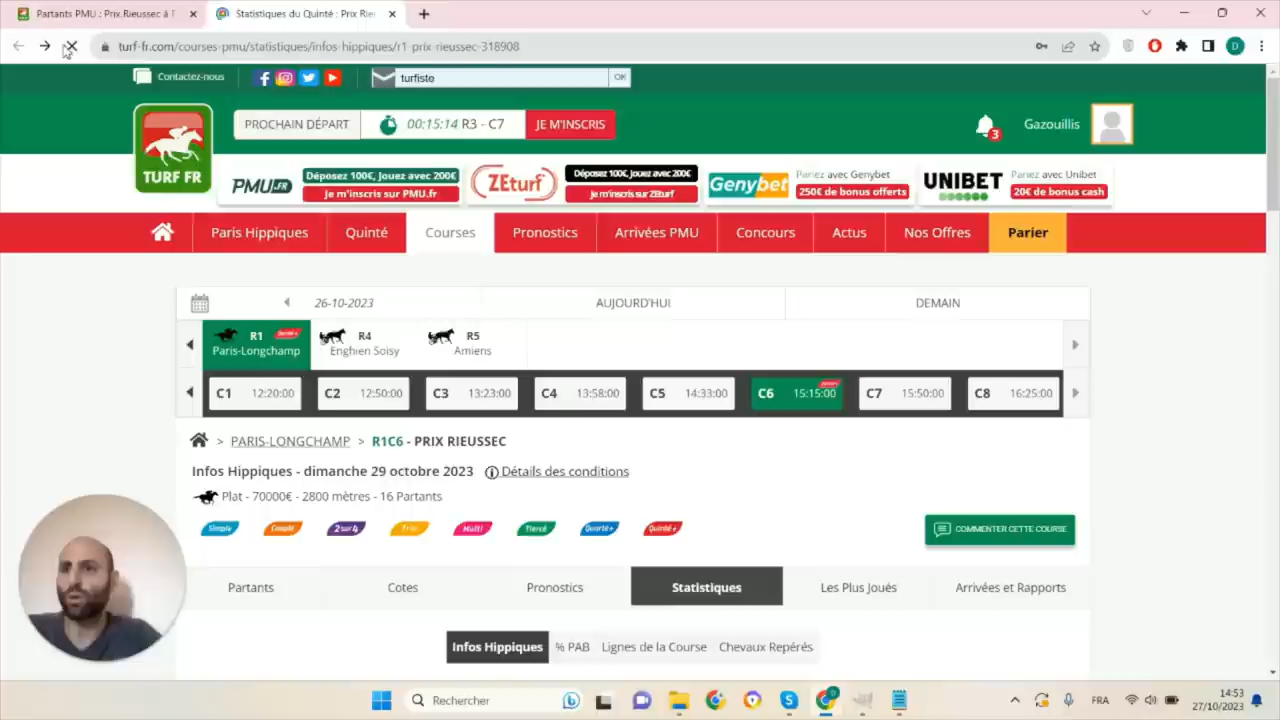 Partants PMU : Prix Rieussec à F
Statistiques du Quinté : Prix Rie
turf-fr.com/courses-pmu/statistiques/infos-hippiques/r1-prix-rieussec-318908
D
Contactez-nous
turfiste
OK
TURF FR
PROCHAIN DÉPART
00:15:14 R3 - C7
JE M'INSCRIS
3
Gazouillis
PMU.FR
Déposez 100€, Jouez avec 200€
Je m'inscris sur PMU.fr
ZEturf
Déposez 100€, Jouez avec 200€
Je m'inscris sur ZEturf
Genybet
Pariez avec Genybet
250€ de bonus offerts
UNIBET
Pariez avec Unibet
20€ de bonus cash
Paris Hippiques
Quinté
Courses
Pronostics
Arrivées PMU
Concours
Actus
Nos Offres
Parier
26-10-2023
AUJOURD'HUI
DEMAIN
R1
Paris-Longchamp
R4
Enghien Soisy
R5
Amiens
C1 12:20:00
C2 12:50:00
C3 13:23:00
C4 13:58:00
C5 14:33:00
C6 15:15:00
C7 15:50:00
C8 16:25:00
> PARIS-LONGCHAMP > R1C6 - PRIX RIEUSSEC
Infos Hippiques - dimanche 29 octobre 2023
Détails des conditions
Plat - 70000€ - 2800 mètres - 16 Partants
Simple
Couplé
2sur4
Trio
Multi
Tiercé
Quarté+
Quinté+
COMMENTER CETTE COURSE
Partants
Cotes
Pronostics
Statistiques
Les Plus Joués
Arrivées et Rapports
Infos Hippiques
% PAB
Lignes de la Course
Chevaux Repérés
Rechercher
FRA
14:53
27/10/2023